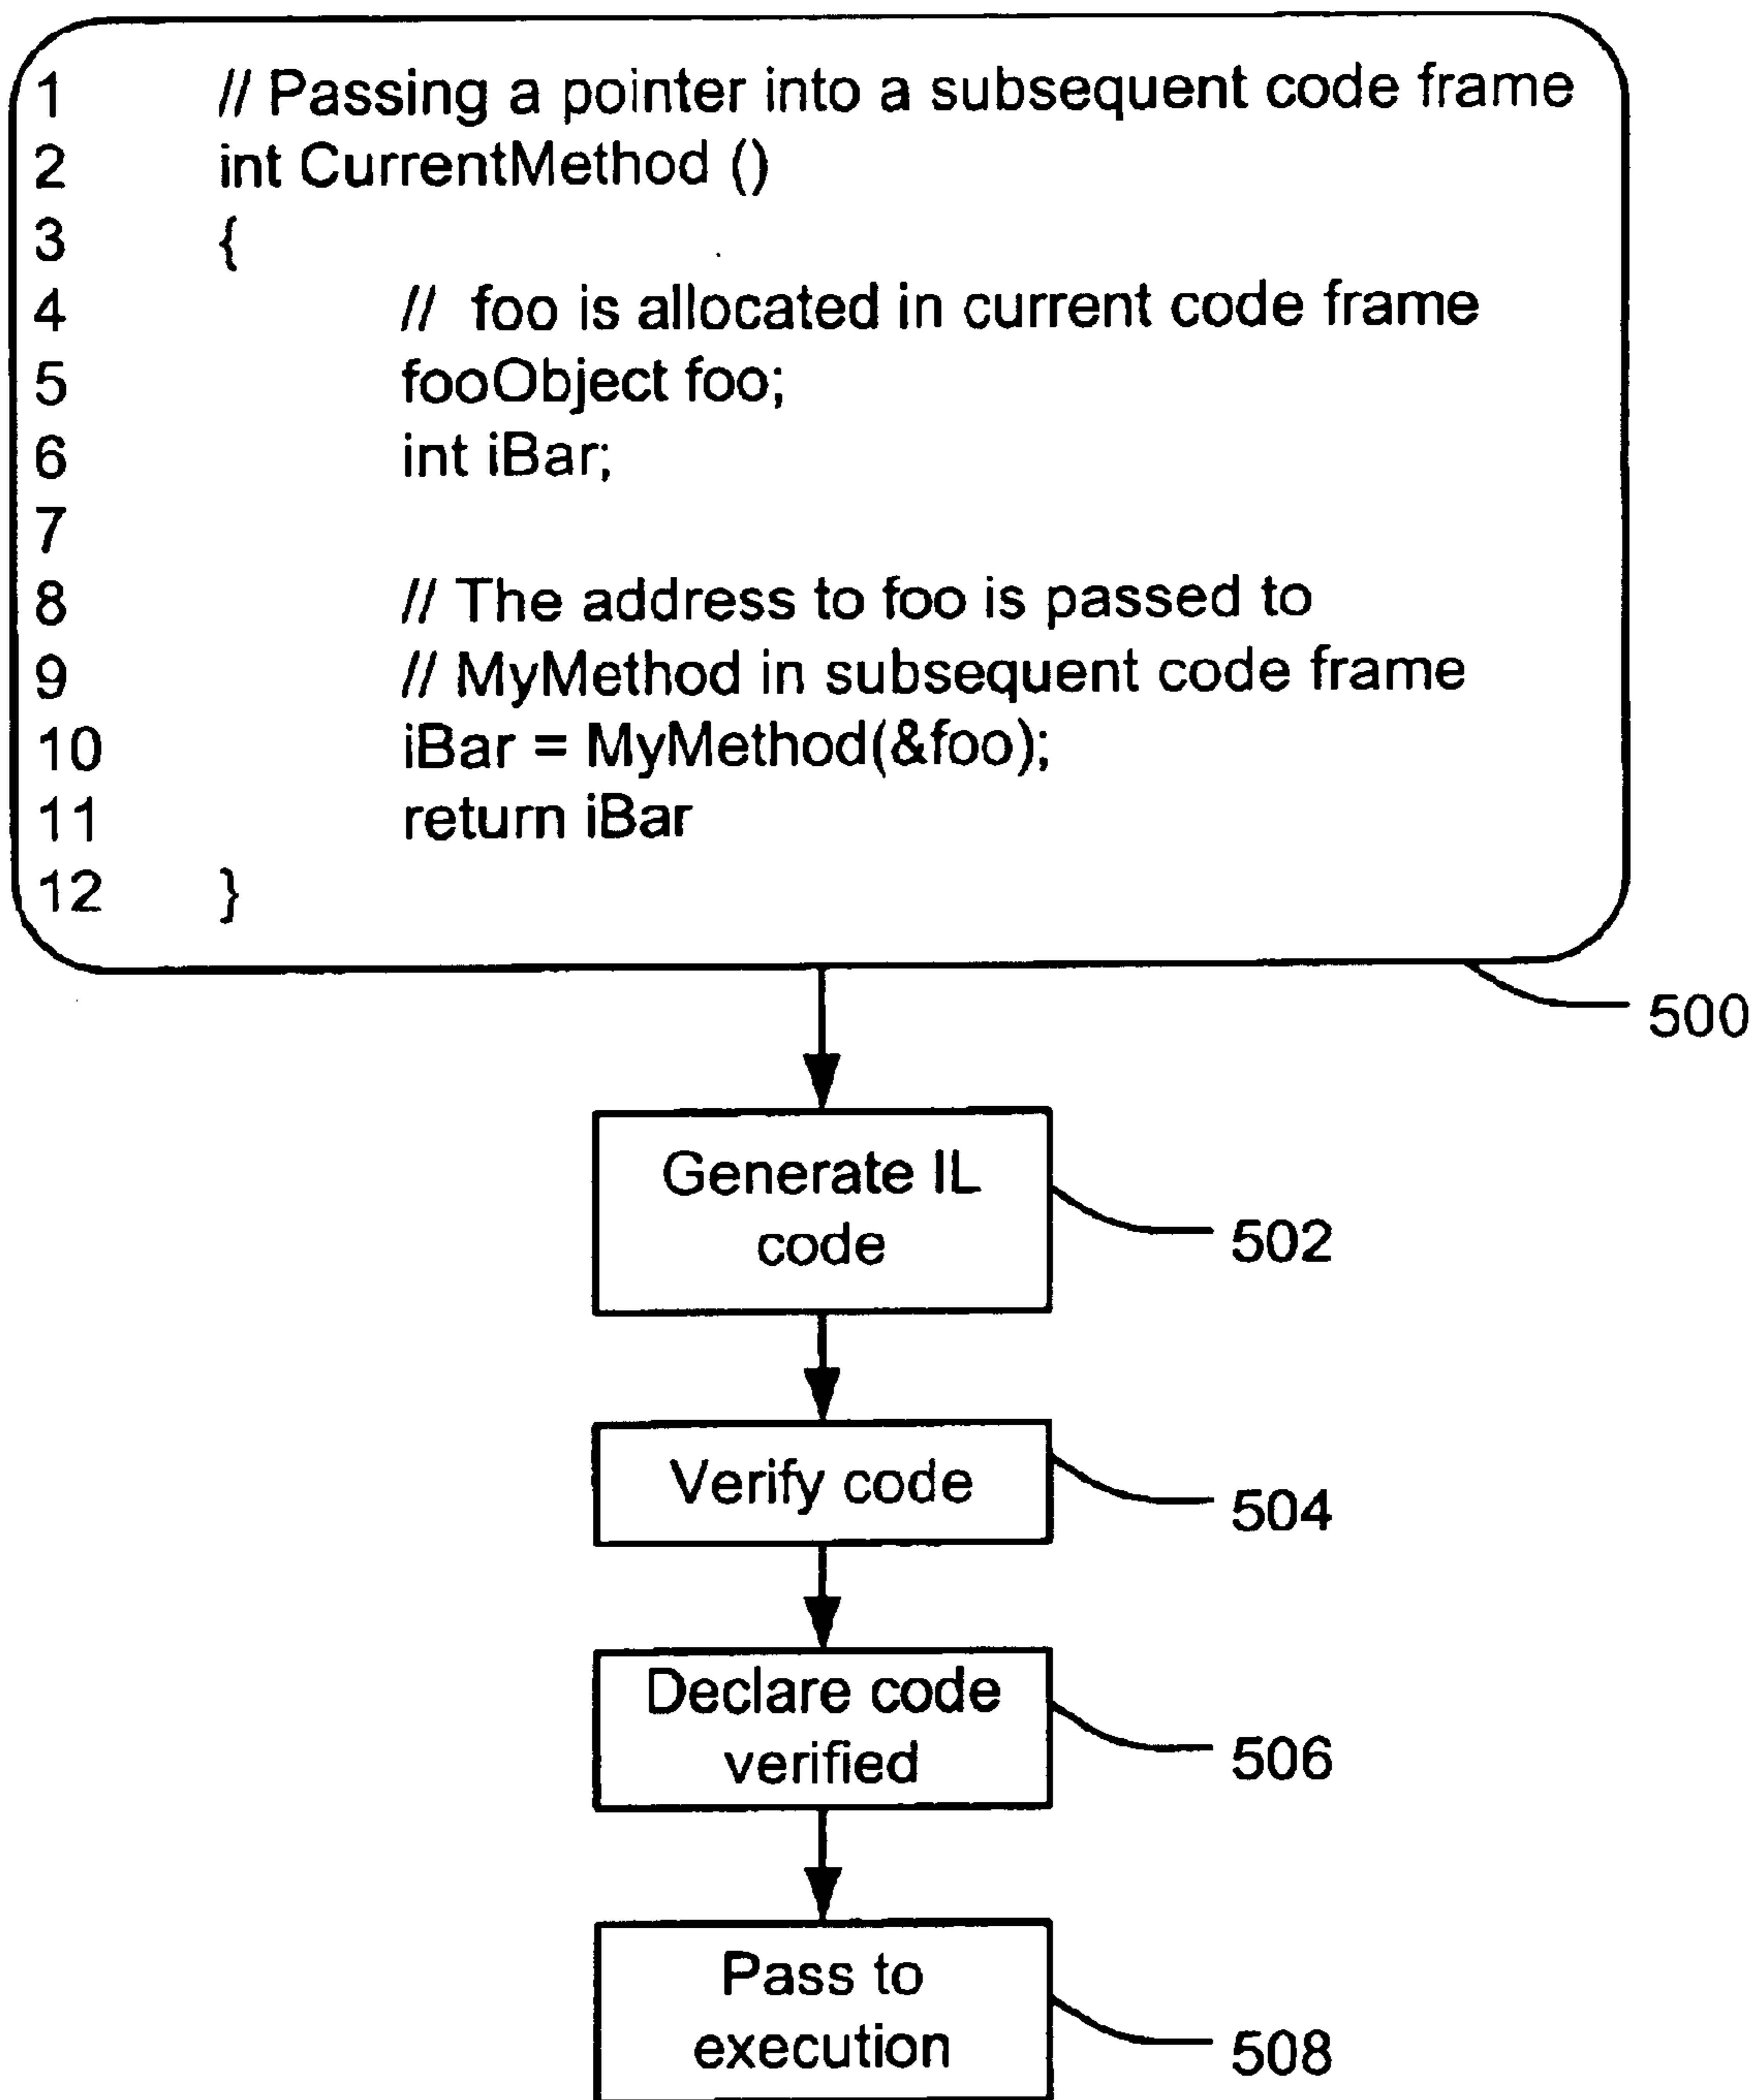 1 // Passing a pointer into a subsequent code frame
2 int CurrentMethod ()
3 {
4 // foo is allocated in current code frame
5 fooObject foo;
6 int iBar;
7
8 // The address to foo is passed to
9 // MyMethod in subsequent code frame
10 iBar = MyMethod(&foo);
11 return iBar
12 }
500
Generate IL
code
502
Verify code
504
Declare code
verified
506
Pass to
execution
508